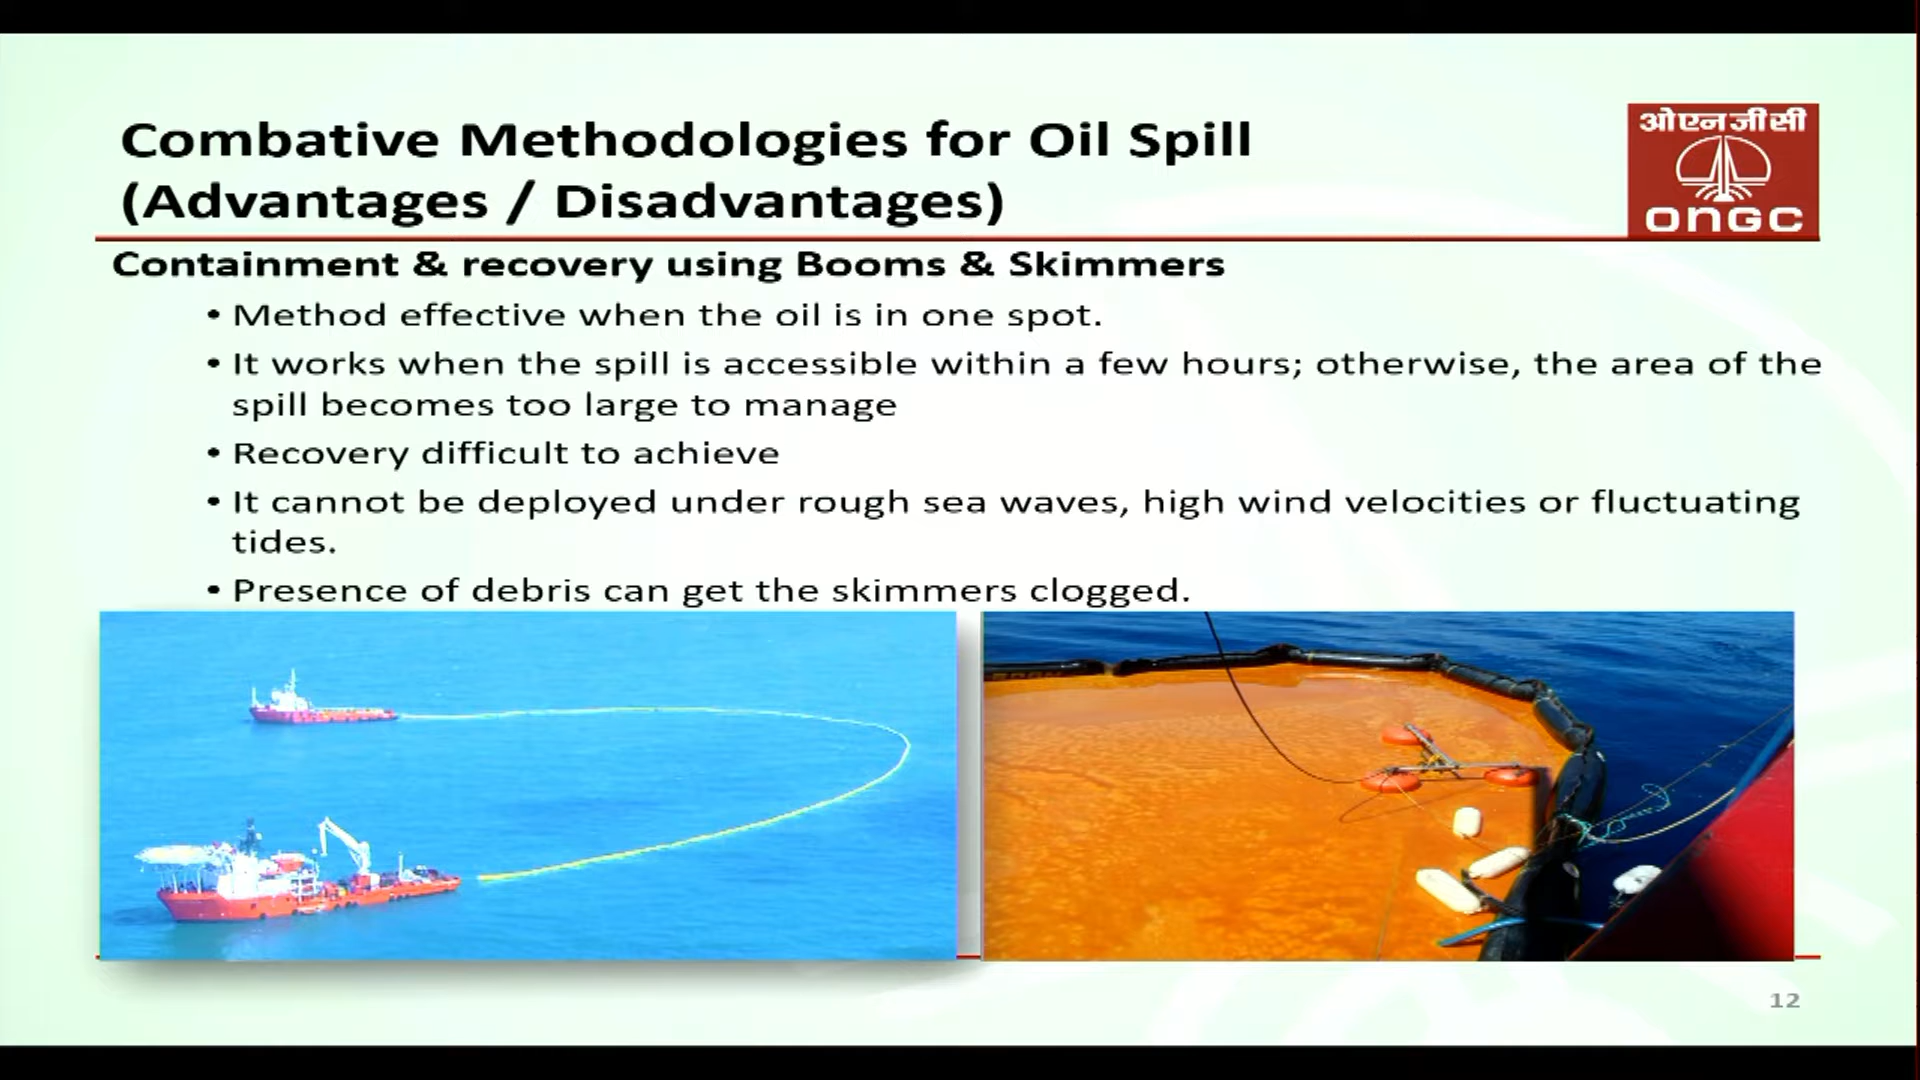 Combative Methodologies for Oil Spill
(Advantages / Disadvantages)
ओएनजीसी
ONGC
Containment & recovery using Booms & Skimmers
• Method effective when the oil is in one spot.
• It works when the spill is accessible within a few hours; otherwise, the area of the
spill becomes too large to manage
• Recovery difficult to achieve
• It cannot be deployed under rough sea waves, high wind velocities or fluctuating
tides.
• Presence of debris can get the skimmers clogged.
12